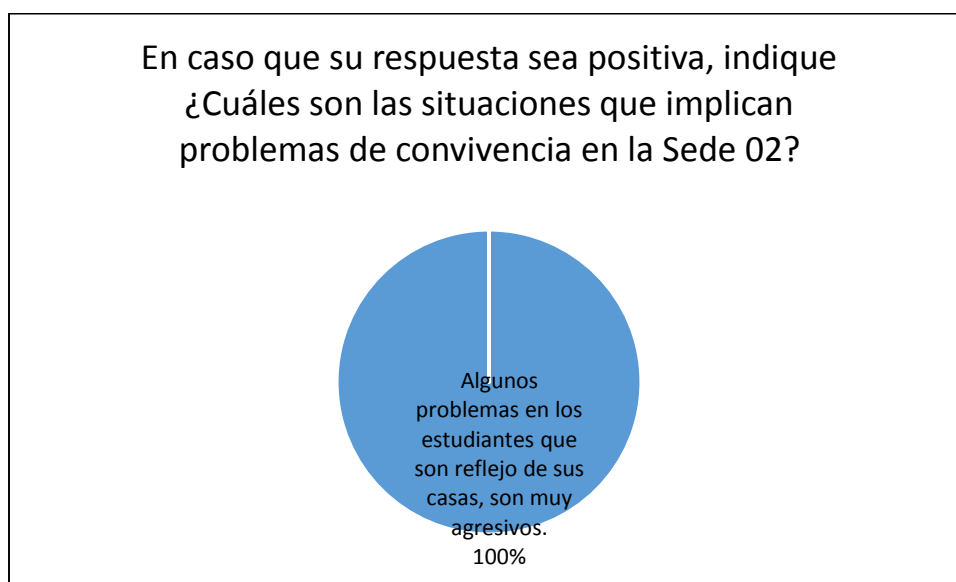 En caso que su respuesta sea positiva, indique
¿Cuáles son las situaciones que implican
problemas de convivencia en la Sede 02?
Algunos
problemas en los
estudiantes que
son reflejo de sus
casas, son muy
agresivos.
100%